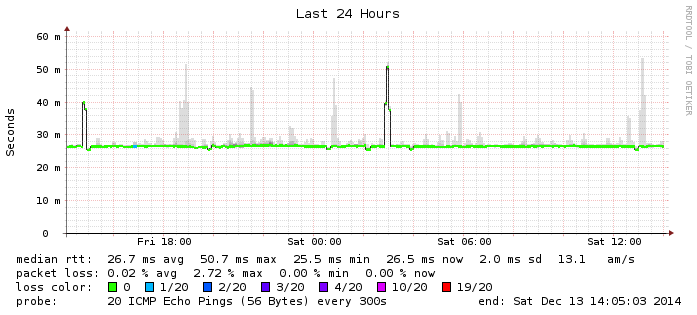 Last 24 Hours
RRDTOOL / TOBI OETIKER
Seconds
60 m
50 m
40 m
30 m
20 m
10 m
0
Fri 18:00 Sat 00:00 Sat 06:00 Sat 12:00
median rtt: 26.7 ms avg 50.7 ms max 25.5 ms min 26.5 ms now 2.0 ms sd 13.1 am/s
packet loss: 0.02 % avg 2.72 % max 0.00 % min 0.00 % now
loss color: 0 1/20 2/20 3/20 4/20 10/20 19/20
probe: 20 ICMP Echo Pings (56 Bytes) every 300s end: Sat Dec 13 14:05:03 2014